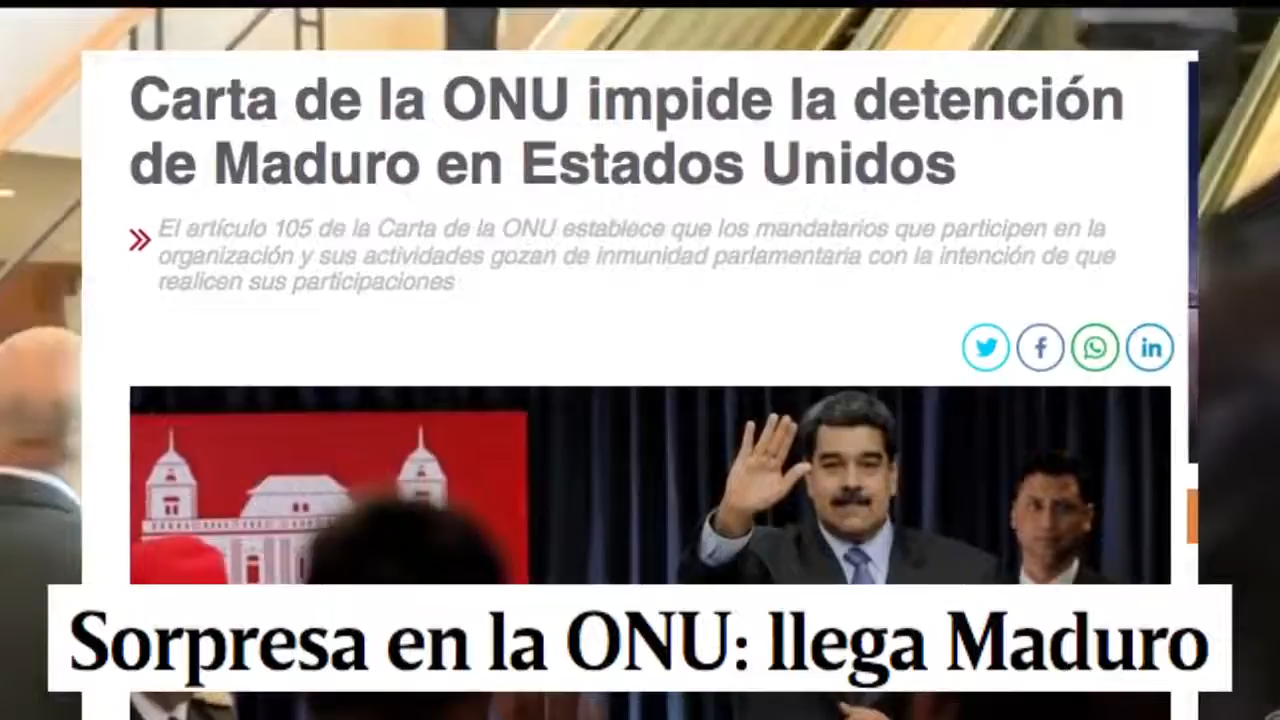 Carta de la ONU impide la detención
de Maduro en Estados Unidos
El artículo 105 de la Carta de la ONU establece que los mandatarios que participen en la
organización y sus actividades gozan de inmunidad parlamentaria con la intención de que
realicen sus participaciones
Sorpresa en la ONU: llega Maduro